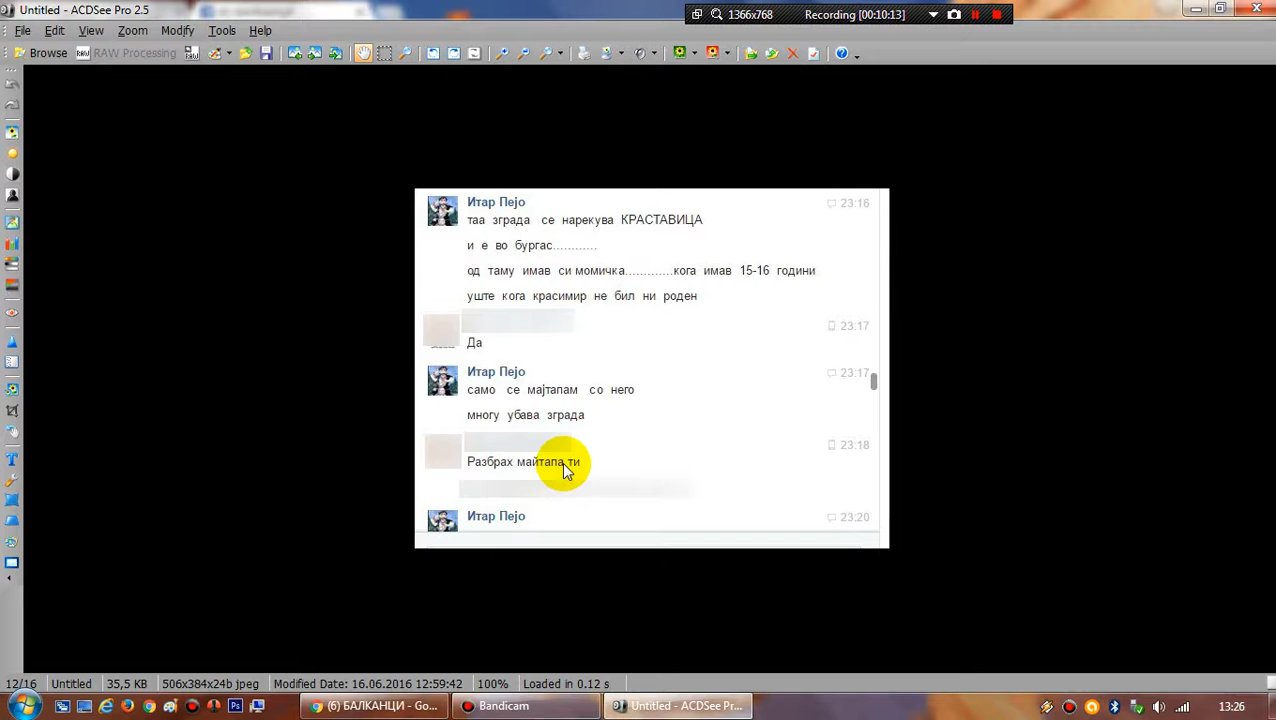 Untitled - ACDSee Pro 2.5
1366x768
Recording [00:10:13]
File Edit View Zoom Modify Tools Help
Browse RAW Processing
Итар Пејо 23:16
таа зграда се нарекува КРАСТАВИЦА
и е во бургас............
од таму имав си момичка.............кога имав 15-16 години
уште кога красимир не бил ни роден
23:17
Да
Итар Пејо 23:17
само се мајтапам со него
многу убава зграда
23:18
Разбрах майтапа ти
Итар Пејо 23:20
12/16 Untitled 35,5 KB 506x384x24b jpeg Modified Date: 16.06.2016 12:59:42 100% Loaded in 0.12 s
(6) БАЛКАНЦИ - Go... Bandicam Untitled - ACDSee Pr... 13:26